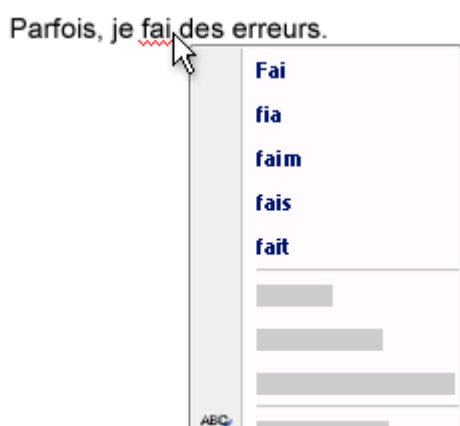 Parfois, je fai des erreurs.
Fai
fia
faim
fais
fait
ABC